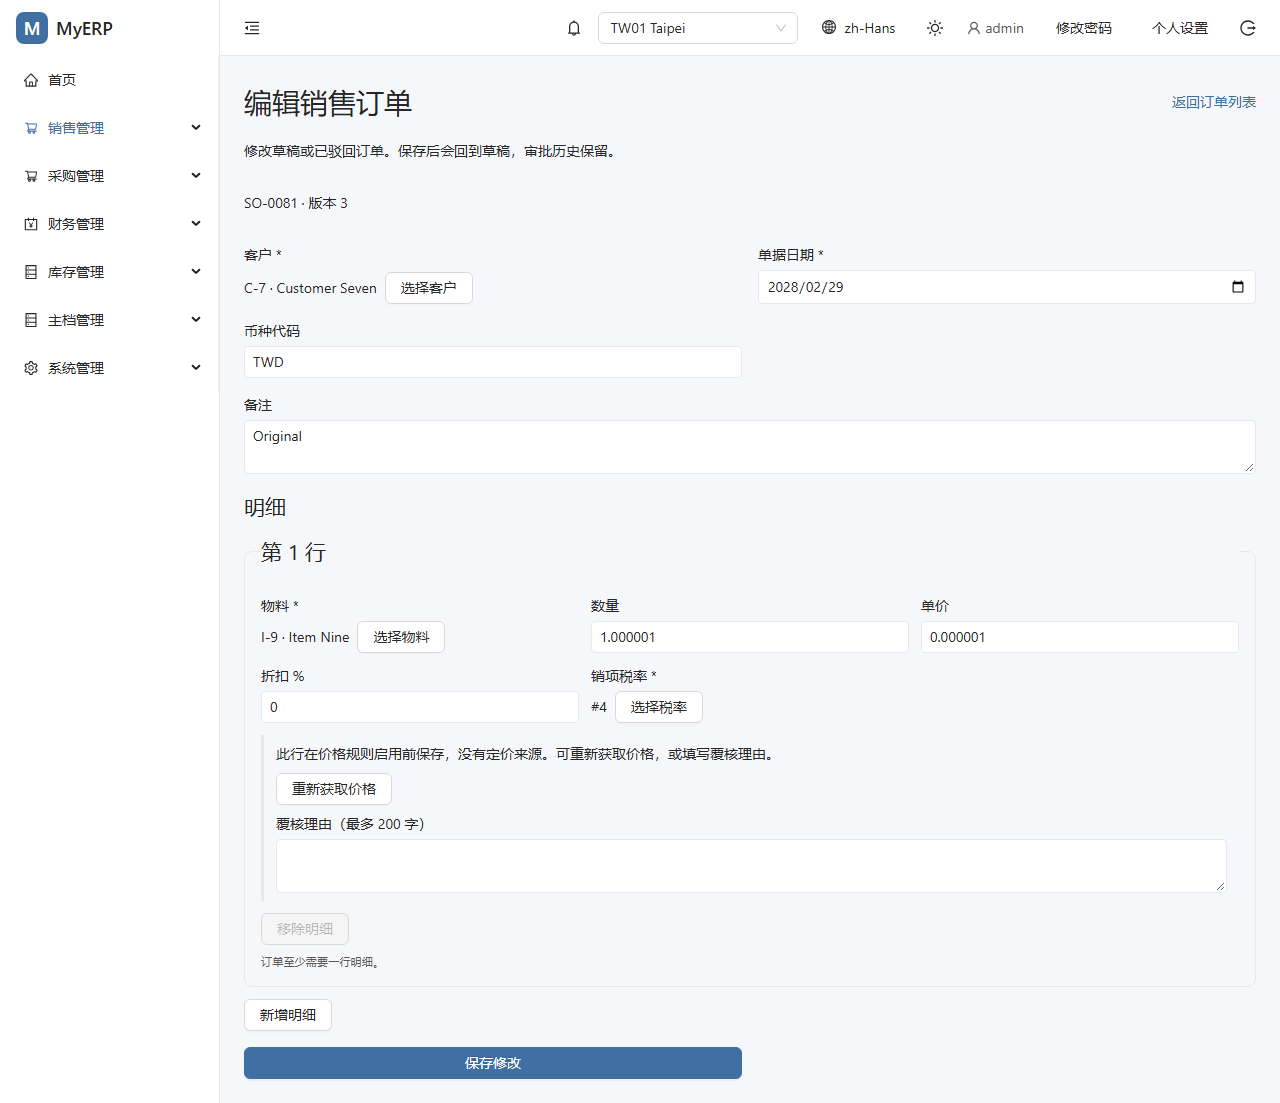 M MyERP
TW01 Taipei
zh-Hans
admin
修改密码
个人设置
首页
销售管理
采购管理
财务管理
库存管理
主档管理
系统管理
编辑销售订单
返回订单列表
修改草稿或已驳回订单。保存后会回到草稿，审批历史保留。
SO-0081 · 版本 3
客户 *
单据日期 *
C-7 · Customer Seven
选择客户
2028/02/29
币种代码
TWD
备注
Original
明细
第 1 行
物料 *
数量
单价
I-9 · Item Nine
选择物料
1.000001
0.000001
折扣 %
销项税率 *
0
#4
选择税率
此行在价格规则启用前保存，没有定价来源。可重新获取价格，或填写覆核理由。
重新获取价格
覆核理由（最多 200 字）
移除明细
订单至少需要一行明细。
新增明细
保存修改